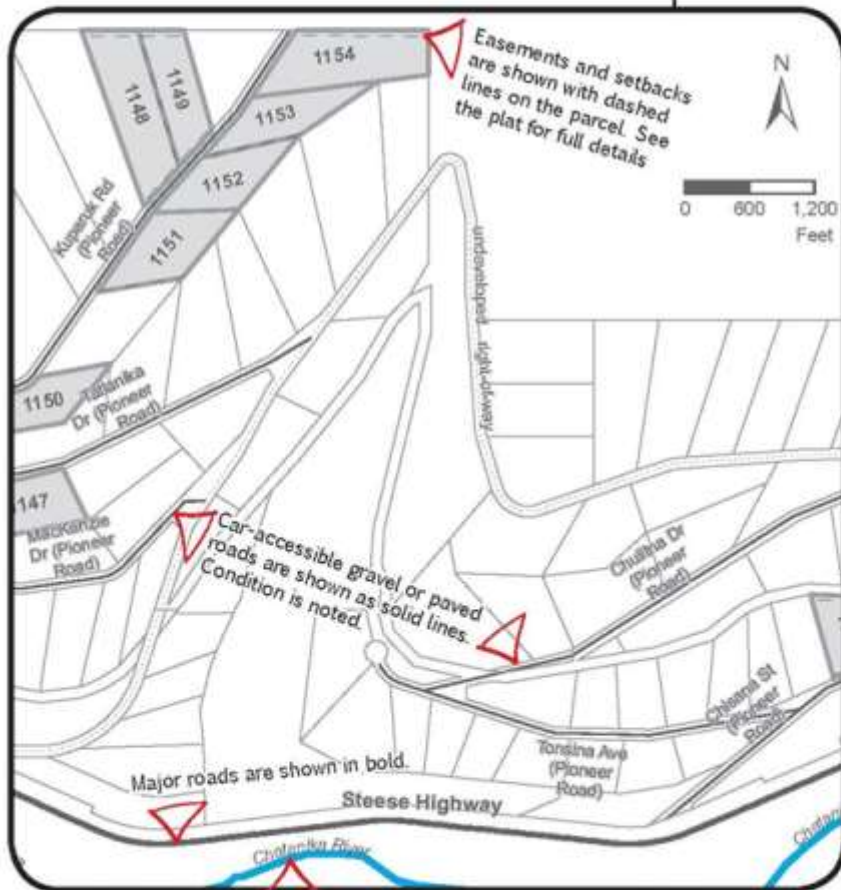 1154
1148
1149
1153
1152
1151
Easements and setbacks
are shown with dashed
lines on the parcel. See
the plat for full details
N
0 600 1,200
Feet
Kuparuk Rd
(Pioneer
Road)
undeveloped right-of-way
1150
Tatlanika
Dr (Pioneer
Road)
147
MacKenzie
Dr (Pioneer
Road)
Car-accessible gravel or paved
roads are shown as solid lines.
Condition is noted.
Chulitna Dr
(Pioneer
Road)
Chisana St
(Pioneer
Road)
Tonsina Ave
(Pioneer
Road)
Major roads are shown in bold.
Steese Highway
Chatanika River
Chatan